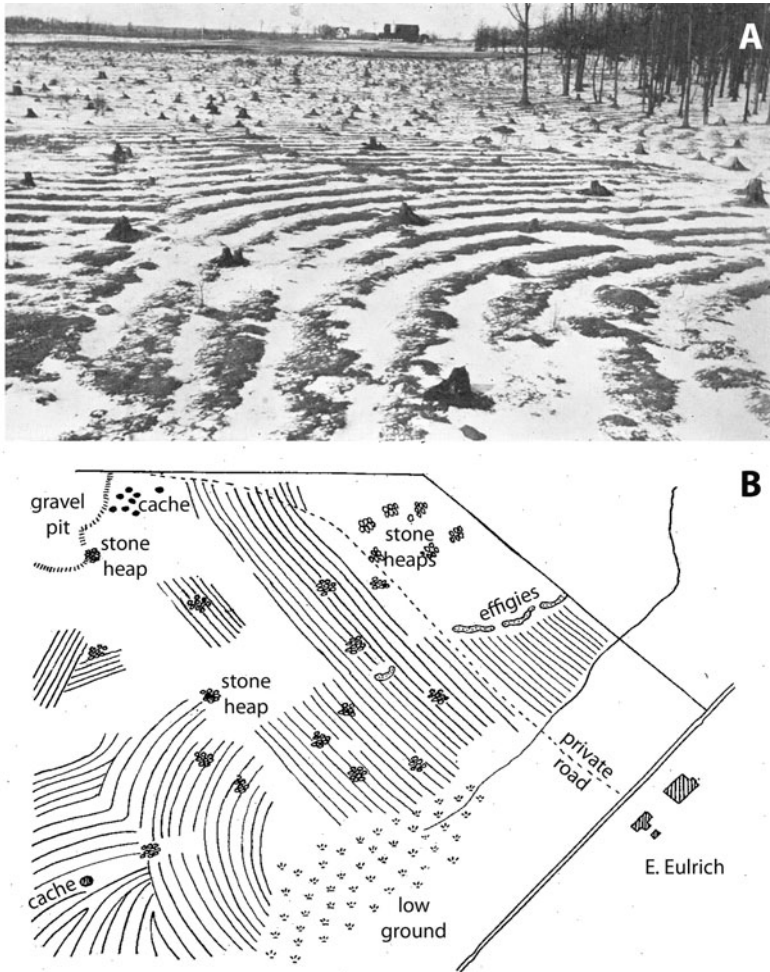 A
B
gravel
pit
cache
stone
heap
stone
heaps
effigies
stone
heap
private
road
cache
low
ground
E. Eulrich